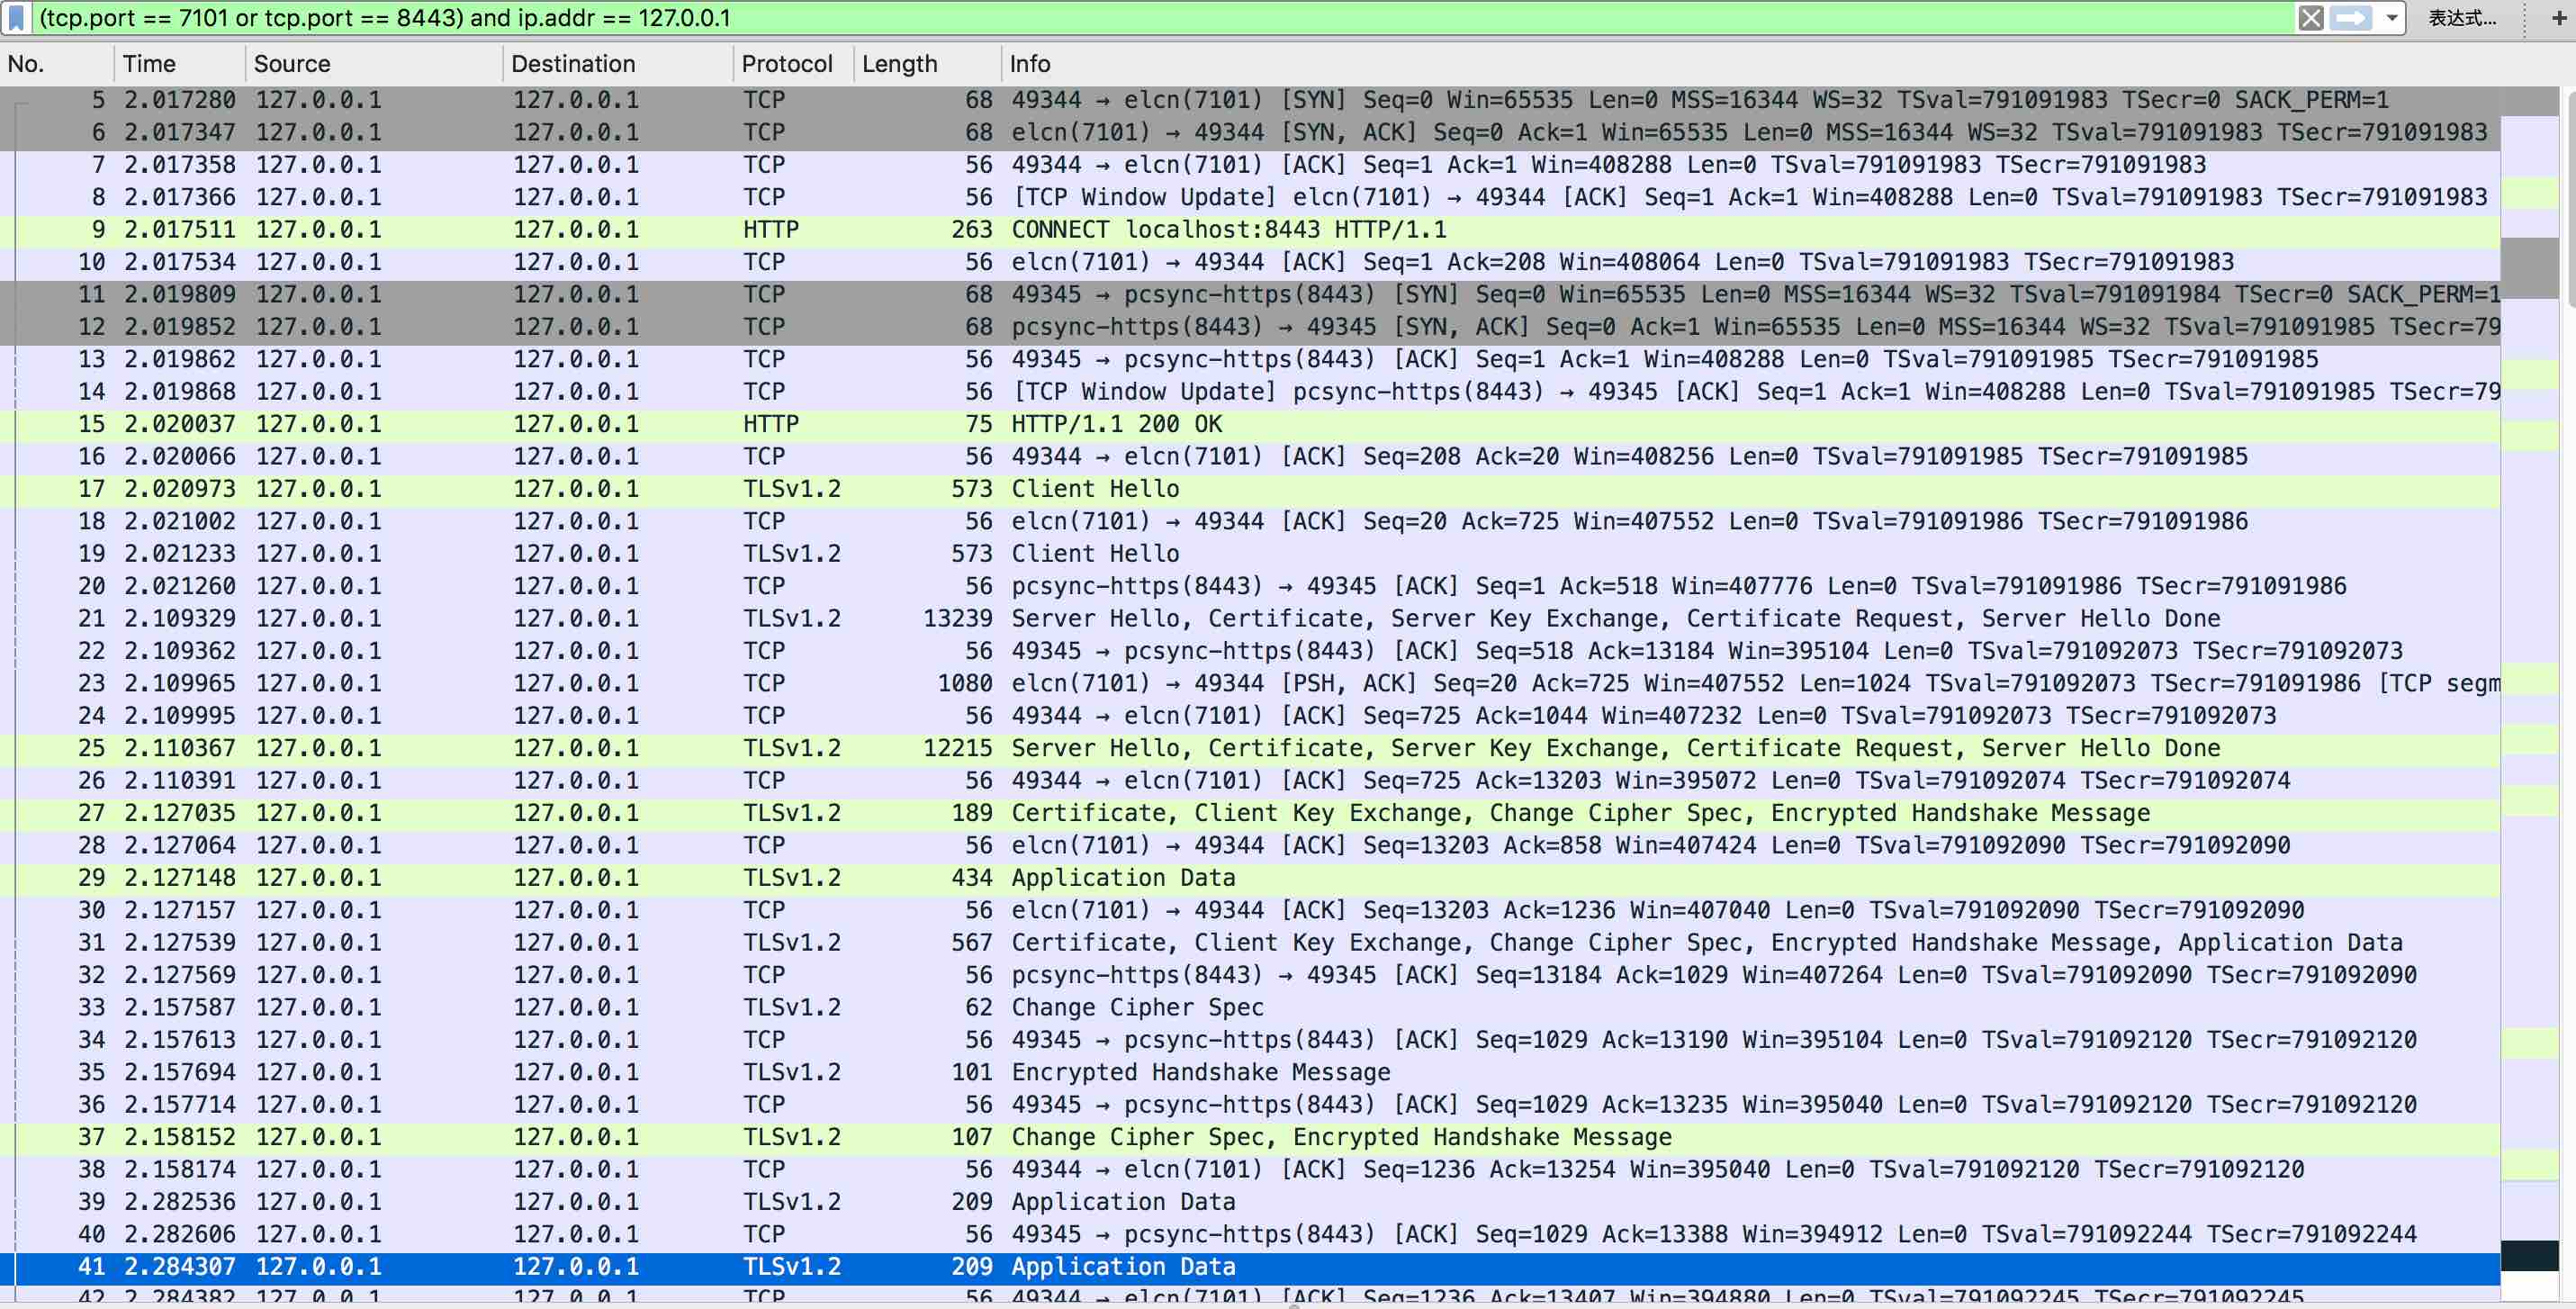 (tcp.port == 7101 or tcp.port == 8443) and ip.addr == 127.0.0.1 表达式… +
No. Time Source Destination Protocol Length Info
5 2.017280 127.0.0.1 127.0.0.1 TCP 68 49344 → elcn(7101) [SYN] Seq=0 Win=65535 Len=0 MSS=16344 WS=32 TSval=791091983 TSecr=0 SACK_PERM=1
6 2.017347 127.0.0.1 127.0.0.1 TCP 68 elcn(7101) → 49344 [SYN, ACK] Seq=0 Ack=1 Win=65535 Len=0 MSS=16344 WS=32 TSval=791091983 TSecr=791091983
7 2.017358 127.0.0.1 127.0.0.1 TCP 56 49344 → elcn(7101) [ACK] Seq=1 Ack=1 Win=408288 Len=0 TSval=791091983 TSecr=791091983
8 2.017366 127.0.0.1 127.0.0.1 TCP 56 [TCP Window Update] elcn(7101) → 49344 [ACK] Seq=1 Ack=1 Win=408288 Len=0 TSval=791091983 TSecr=791091983
9 2.017511 127.0.0.1 127.0.0.1 HTTP 263 CONNECT localhost:8443 HTTP/1.1
10 2.017534 127.0.0.1 127.0.0.1 TCP 56 elcn(7101) → 49344 [ACK] Seq=1 Ack=208 Win=408064 Len=0 TSval=791091983 TSecr=791091983
11 2.019809 127.0.0.1 127.0.0.1 TCP 68 49345 → pcsync-https(8443) [SYN] Seq=0 Win=65535 Len=0 MSS=16344 WS=32 TSval=791091984 TSecr=0 SACK_PERM=1
12 2.019852 127.0.0.1 127.0.0.1 TCP 68 pcsync-https(8443) → 49345 [SYN, ACK] Seq=0 Ack=1 Win=65535 Len=0 MSS=16344 WS=32 TSval=791091985 TSecr=79
13 2.019862 127.0.0.1 127.0.0.1 TCP 56 49345 → pcsync-https(8443) [ACK] Seq=1 Ack=1 Win=408288 Len=0 TSval=791091985 TSecr=791091985
14 2.019868 127.0.0.1 127.0.0.1 TCP 56 [TCP Window Update] pcsync-https(8443) → 49345 [ACK] Seq=1 Ack=1 Win=408288 Len=0 TSval=791091985 TSecr=79
15 2.020037 127.0.0.1 127.0.0.1 HTTP 75 HTTP/1.1 200 OK
16 2.020066 127.0.0.1 127.0.0.1 TCP 56 49344 → elcn(7101) [ACK] Seq=208 Ack=20 Win=408256 Len=0 TSval=791091985 TSecr=791091985
17 2.020973 127.0.0.1 127.0.0.1 TLSv1.2 573 Client Hello
18 2.021002 127.0.0.1 127.0.0.1 TCP 56 elcn(7101) → 49344 [ACK] Seq=20 Ack=725 Win=407552 Len=0 TSval=791091986 TSecr=791091986
19 2.021233 127.0.0.1 127.0.0.1 TLSv1.2 573 Client Hello
20 2.021260 127.0.0.1 127.0.0.1 TCP 56 pcsync-https(8443) → 49345 [ACK] Seq=1 Ack=518 Win=407776 Len=0 TSval=791091986 TSecr=791091986
21 2.109329 127.0.0.1 127.0.0.1 TLSv1.2 13239 Server Hello, Certificate, Server Key Exchange, Certificate Request, Server Hello Done
22 2.109362 127.0.0.1 127.0.0.1 TCP 56 49345 → pcsync-https(8443) [ACK] Seq=518 Ack=13184 Win=395104 Len=0 TSval=791092073 TSecr=791092073
23 2.109965 127.0.0.1 127.0.0.1 TCP 1080 elcn(7101) → 49344 [PSH, ACK] Seq=20 Ack=725 Win=407552 Len=1024 TSval=791092073 TSecr=791091986 [TCP segm
24 2.109995 127.0.0.1 127.0.0.1 TCP 56 49344 → elcn(7101) [ACK] Seq=725 Ack=1044 Win=407232 Len=0 TSval=791092073 TSecr=791092073
25 2.110367 127.0.0.1 127.0.0.1 TLSv1.2 12215 Server Hello, Certificate, Server Key Exchange, Certificate Request, Server Hello Done
26 2.110391 127.0.0.1 127.0.0.1 TCP 56 49344 → elcn(7101) [ACK] Seq=725 Ack=13203 Win=395072 Len=0 TSval=791092074 TSecr=791092074
27 2.127035 127.0.0.1 127.0.0.1 TLSv1.2 189 Certificate, Client Key Exchange, Change Cipher Spec, Encrypted Handshake Message
28 2.127064 127.0.0.1 127.0.0.1 TCP 56 elcn(7101) → 49344 [ACK] Seq=13203 Ack=858 Win=407424 Len=0 TSval=791092090 TSecr=791092090
29 2.127148 127.0.0.1 127.0.0.1 TLSv1.2 434 Application Data
30 2.127157 127.0.0.1 127.0.0.1 TCP 56 elcn(7101) → 49344 [ACK] Seq=13203 Ack=1236 Win=407040 Len=0 TSval=791092090 TSecr=791092090
31 2.127539 127.0.0.1 127.0.0.1 TLSv1.2 567 Certificate, Client Key Exchange, Change Cipher Spec, Encrypted Handshake Message, Application Data
32 2.127569 127.0.0.1 127.0.0.1 TCP 56 pcsync-https(8443) → 49345 [ACK] Seq=13184 Ack=1029 Win=407264 Len=0 TSval=791092090 TSecr=791092090
33 2.157587 127.0.0.1 127.0.0.1 TLSv1.2 62 Change Cipher Spec
34 2.157613 127.0.0.1 127.0.0.1 TCP 56 49345 → pcsync-https(8443) [ACK] Seq=1029 Ack=13190 Win=395104 Len=0 TSval=791092120 TSecr=791092120
35 2.157694 127.0.0.1 127.0.0.1 TLSv1.2 101 Encrypted Handshake Message
36 2.157714 127.0.0.1 127.0.0.1 TCP 56 49345 → pcsync-https(8443) [ACK] Seq=1029 Ack=13235 Win=395040 Len=0 TSval=791092120 TSecr=791092120
37 2.158152 127.0.0.1 127.0.0.1 TLSv1.2 107 Change Cipher Spec, Encrypted Handshake Message
38 2.158174 127.0.0.1 127.0.0.1 TCP 56 49344 → elcn(7101) [ACK] Seq=1236 Ack=13254 Win=395040 Len=0 TSval=791092120 TSecr=791092120
39 2.282536 127.0.0.1 127.0.0.1 TLSv1.2 209 Application Data
40 2.282606 127.0.0.1 127.0.0.1 TCP 56 49345 → pcsync-https(8443) [ACK] Seq=1029 Ack=13388 Win=394912 Len=0 TSval=791092244 TSecr=791092244
41 2.284307 127.0.0.1 127.0.0.1 TLSv1.2 209 Application Data
42 2.284382 127.0.0.1 127.0.0.1 TCP 56 49344 → elcn(7101) [ACK] Seq=1236 Ack=13407 Win=394880 Len=0 TSval=791092245 TSecr=791092245